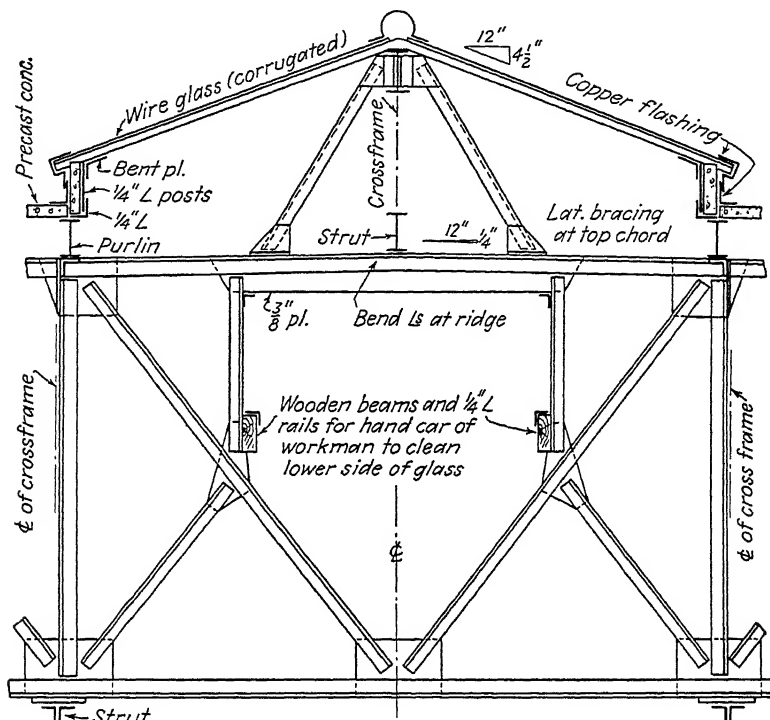 12"
4 1/2"
Wire glass (corrugated)
Copper flashing
Precast conc.
Crossframe
Bent pl.
1/4" L posts
1/4" L
Purlin
Strut
12"
1/4"
Lat. bracing
at top chord
3/8" pl.
Bend Ls at ridge
Wooden beams and 1/4" L
rails for hand car of
workman to clean
lower side of glass
℄ of crossframe
℄ of cross frame
℄
Strut